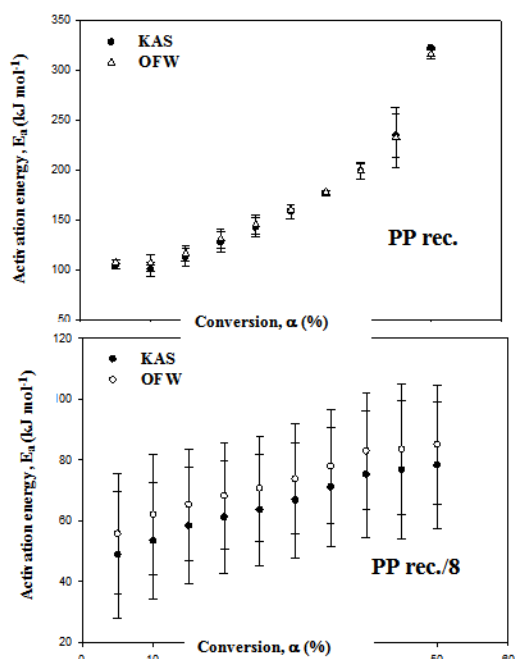 350
KAS
OFW
300
250
200
150
PP rec.
100
50
Conversion, α (%)
Activation energy, Eₐ (kJ mol⁻¹)
120
KAS
OFW
100
80
60
40
PP rec./8
20
0
50
60
Conversion, α (%)
Activation energy, Eₐ (kJ mol⁻¹)